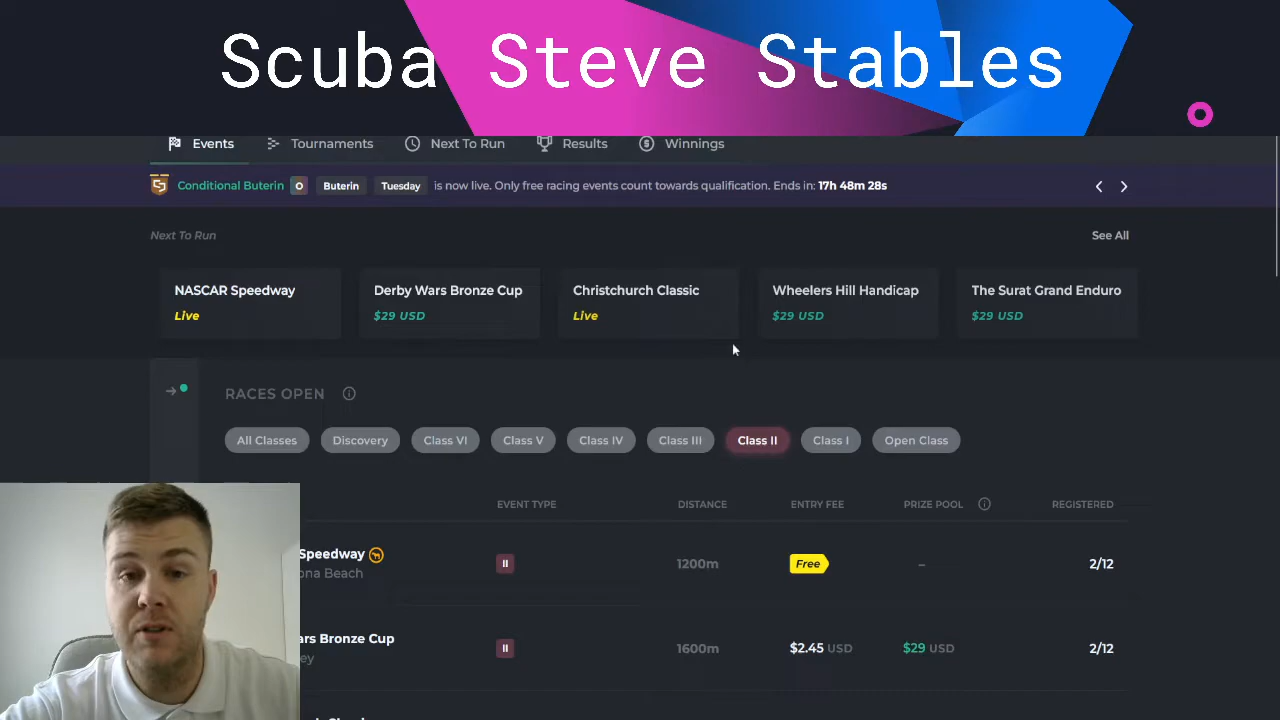 Scuba Steve Stables
Events Tournaments Next To Run Results Winnings
Conditional Buterin O Buterin Tuesday is now live. Only free racing events count towards qualification. Ends in: 17h 48m 28s
Next To Run See All
NASCAR Speedway Derby Wars Bronze Cup Christchurch Classic Wheelers Hill Handicap The Surat Grand Enduro
Live $29 USD Live $29 USD $29 USD
RACES OPEN
All Classes Discovery Class VI Class V Class IV Class III Class II Class I Open Class
EVENT TYPE DISTANCE ENTRY FEE PRIZE POOL REGISTERED
Speedway II 1200m Free – 2/12
ona Beach
ars Bronze Cup II 1600m $2.45 USD $29 USD 2/12
ey